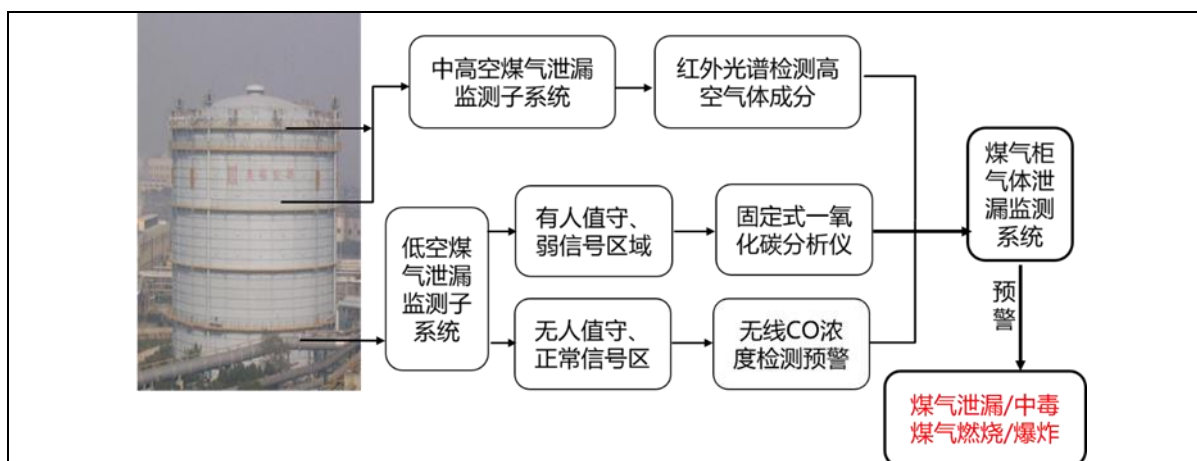 中高空煤气泄漏
监测子系统
红外光谱检测高
空气体成分
低空煤
气泄漏
监测子
系统
有人值守、
弱信号区域
固定式一氧
化碳分析仪
无人值守、
正常信号区
无线CO浓
度检测预警
煤气柜
气体泄
漏监测
系统
预
警
煤气泄漏/中毒
煤气燃烧/爆炸